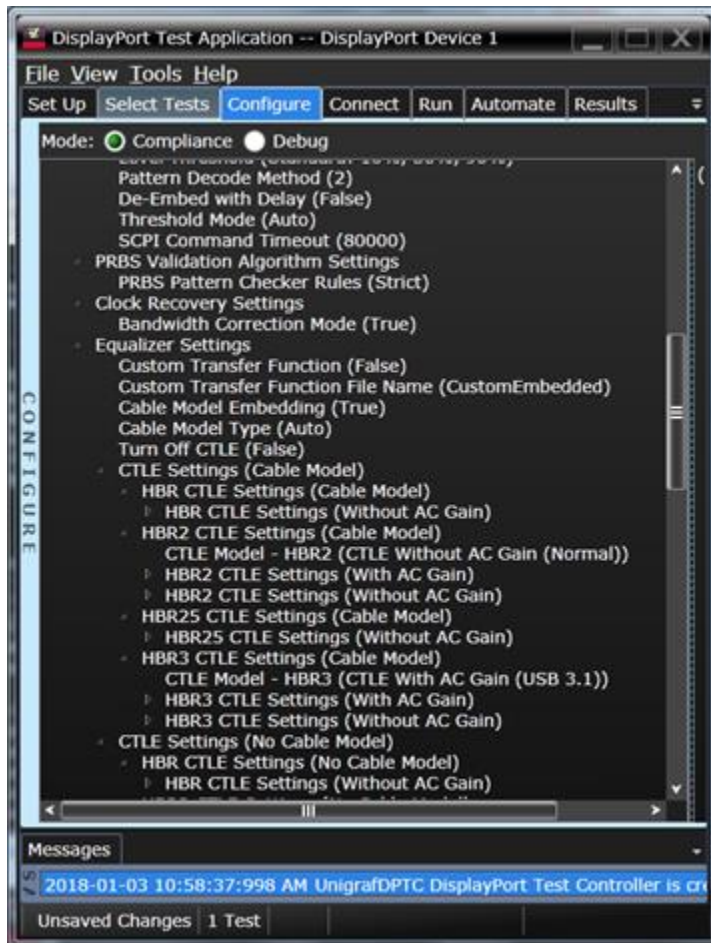 DisplayPort Test Application -- DisplayPort Device 1
File View Tools Help
Set Up Select Tests Configure Connect Run Automate Results
Mode: Compliance Debug
Pattern Decode Method (2)
De-Embed with Delay (False)
Threshold Mode (Auto)
SCPI Command Timeout (80000)
PRBS Validation Algorithm Settings
PRBS Pattern Checker Rules (Strict)
Clock Recovery Settings
Bandwidth Correction Mode (True)
Equalizer Settings
Custom Transfer Function (False)
Custom Transfer Function File Name (CustomEmbedded)
Cable Model Embedding (True)
Cable Model Type (Auto)
Turn Off CTLE (False)
CTLE Settings (Cable Model)
HBR CTLE Settings (Cable Model)
HBR CTLE Settings (Without AC Gain)
HBR2 CTLE Settings (Cable Model)
CTLE Model - HBR2 (CTLE Without AC Gain (Normal))
HBR2 CTLE Settings (With AC Gain)
HBR2 CTLE Settings (Without AC Gain)
HBR25 CTLE Settings (Cable Model)
HBR25 CTLE Settings (Without AC Gain)
HBR3 CTLE Settings (Cable Model)
CTLE Model - HBR3 (CTLE With AC Gain (USB 3.1))
HBR3 CTLE Settings (With AC Gain)
HBR3 CTLE Settings (Without AC Gain)
CTLE Settings (No Cable Model)
HBR CTLE Settings (No Cable Model)
HBR CTLE Settings (Without AC Gain)
CONFIGURE
Messages
2018-01-03 10:58:37:998 AM UnigrafDPTC DisplayPort Test Controller is cre
Unsaved Changes 1 Test